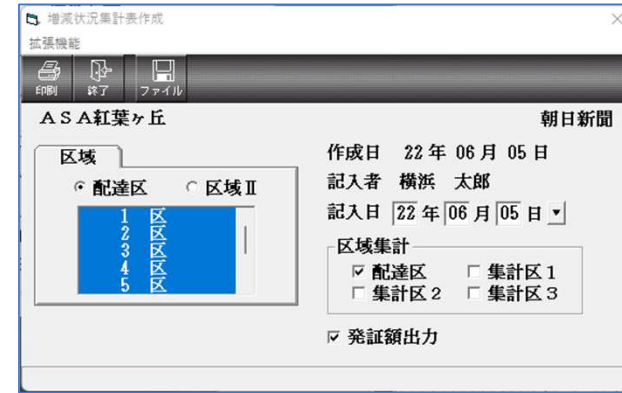 増減状況集計表作成
拡張機能
印刷 終了 ファイル
ＡＳＡ紅葉ヶ丘 朝日新聞
区域
配達区 区域Ⅱ
1 区
2 区
3 区
4 区
5 区
作成日 22 年 06 月 05 日
記入者 横浜 太郎
記入日 22 年 06 月 05 日
区域集計
配達区 集計区１
集計区２ 集計区３
発証額出力